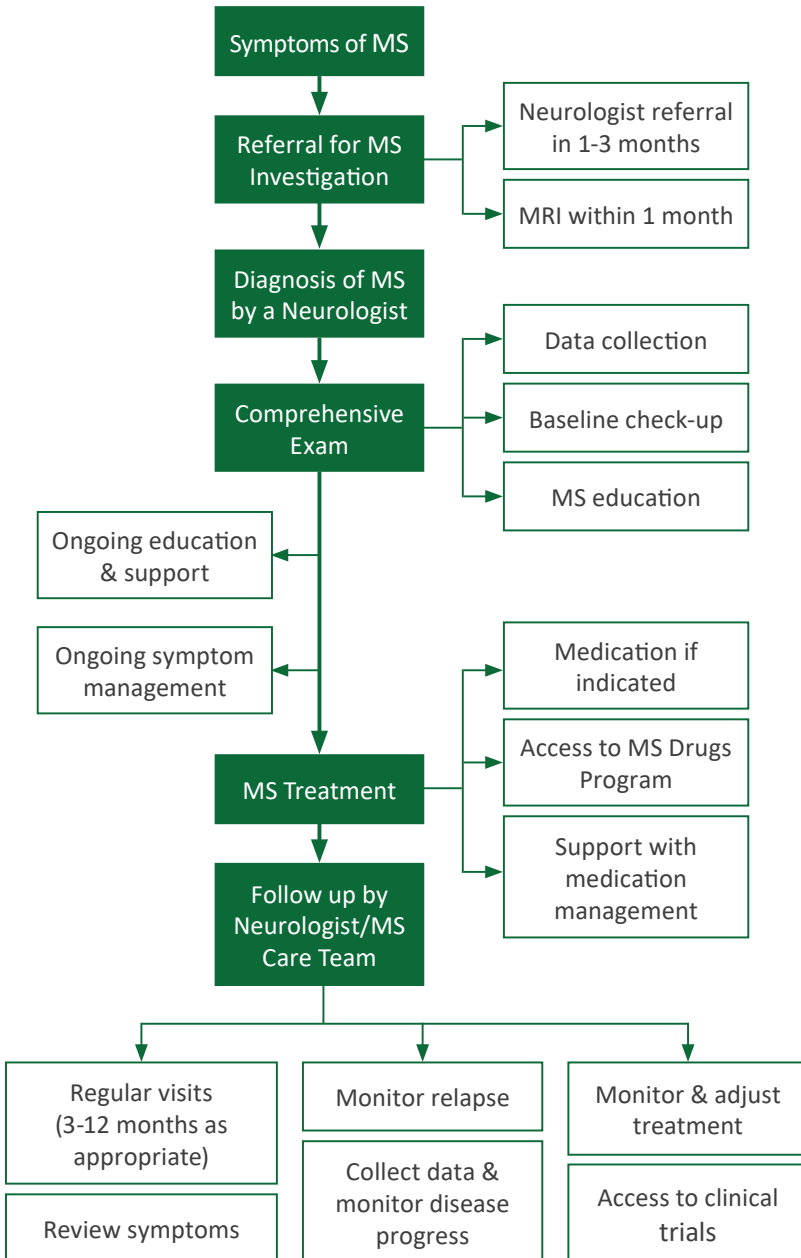 Symptoms of MS
Referral for MS
Investigation
Neurologist referral
in 1-3 months
MRI within 1 month
Diagnosis of MS
by a Neurologist
Comprehensive
Exam
Data collection
Baseline check-up
MS education
Ongoing education
& support
Ongoing symptom
management
MS Treatment
Medication if
indicated
Access to MS Drugs
Program
Support with
medication
management
Follow up by
Neurologist/MS
Care Team
Regular visits
(3-12 months as
appropriate)
Review symptoms
Monitor relapse
Collect data &
monitor disease
progress
Monitor & adjust
treatment
Access to clinical
trials